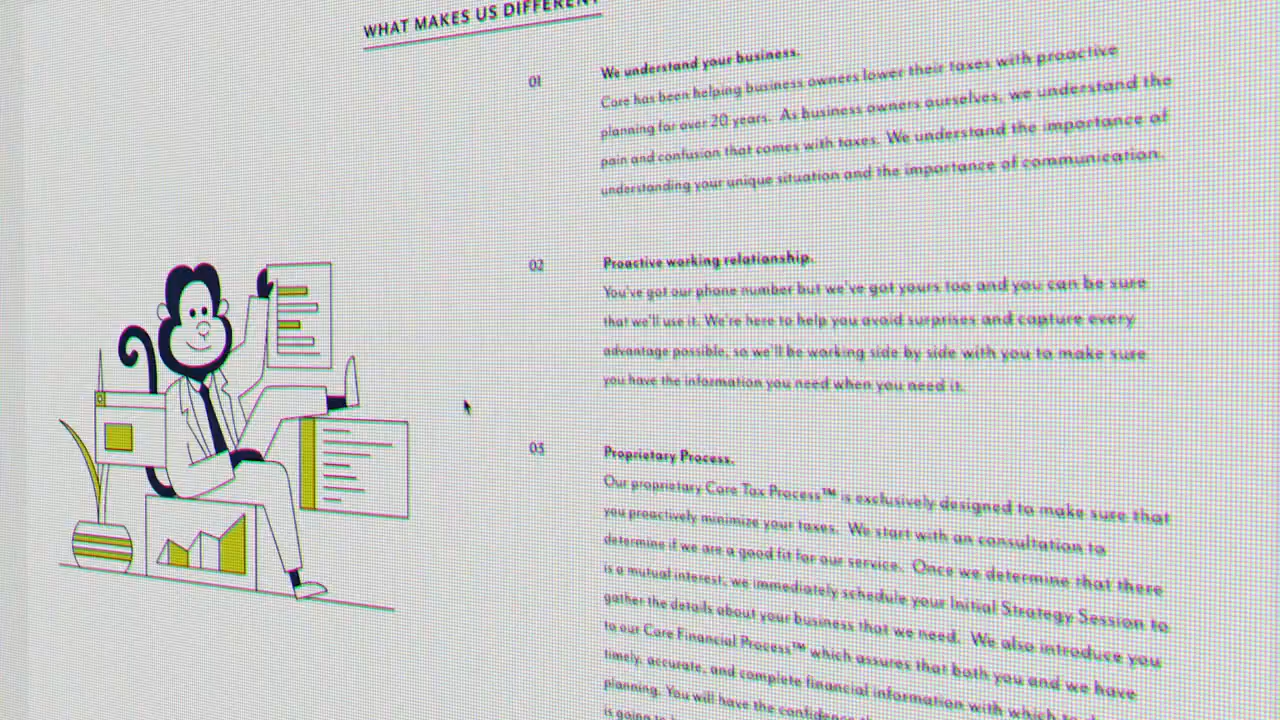 WHAT MAKES US DIFFERENT
01
We understand your business.
Core has been helping business owners lower their taxes with proactive
planning for over 20 years. As business owners ourselves, we understand the
pain and confusion that comes with taxes. We understand the importance of
understanding your unique situation and the importance of communication.
02
Proactive working relationship.
You've got our phone number but we've got yours too and you can be sure
that we'll use it. We're here to help you avoid surprises and capture every
advantage possible, so we'll be working side by side with you to make sure
you have the information you need when you need it.
03
Proprietary Process.
Our proprietary Core Tax Process™ is exclusively designed to make sure that
you proactively minimize your taxes. We start with an consultation to
determine if we are a good fit for our service. Once we determine that there
is a mutual interest, we immediately schedule your Initial Strategy Session to
gather the details about your business that we need. We also introduce you
to our Core Financial Process™ which assures that both you and we have
timely, accurate, and complete financial information with which to
planning. You will have the confidence
is going to